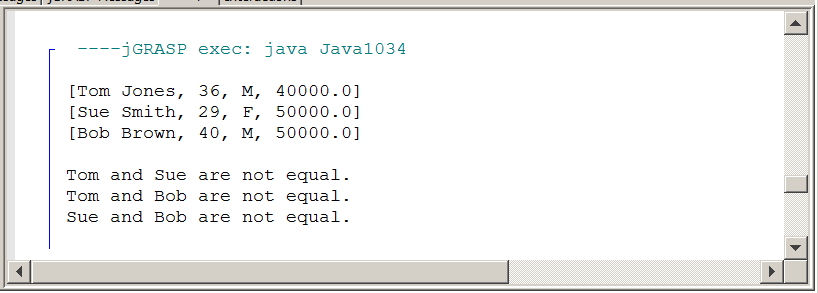 ----jGRASP exec: java Java1034
[Tom Jones, 36, M, 40000.0]
[Sue Smith, 29, F, 50000.0]
[Bob Brown, 40, M, 50000.0]
Tom and Sue are not equal.
Tom and Bob are not equal.
Sue and Bob are not equal.